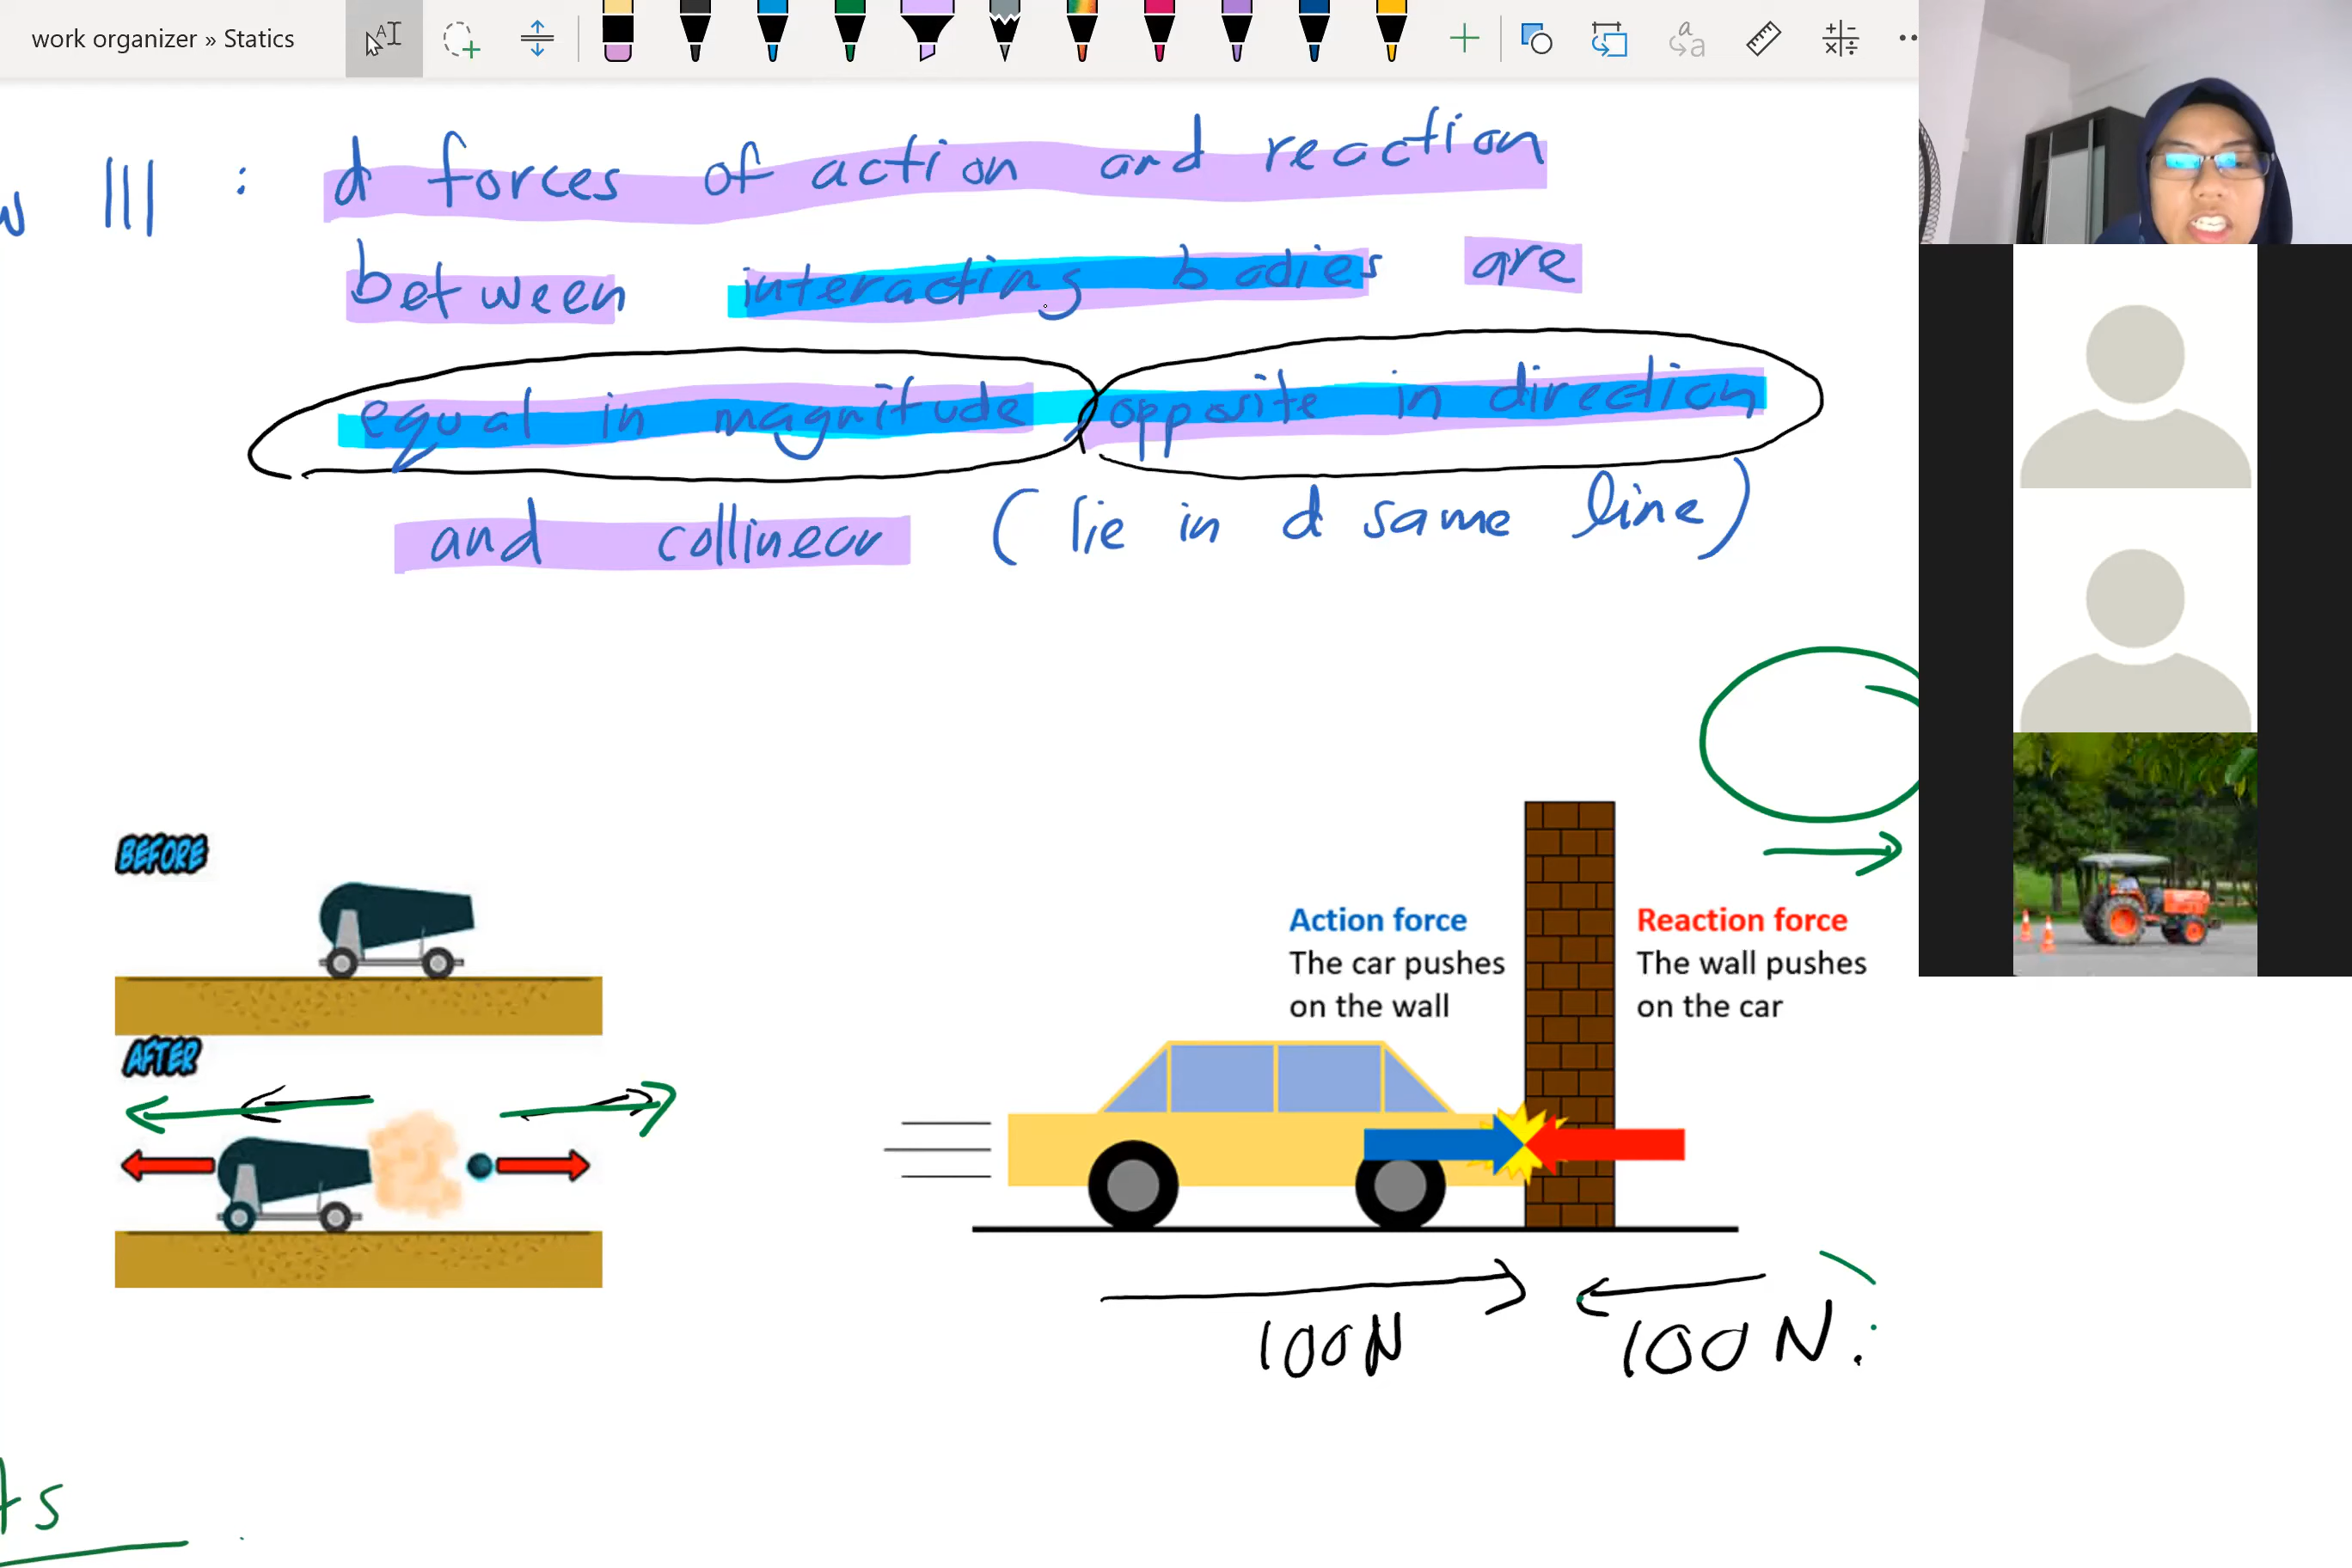 work organizer » Statics
III : d forces of action and reaction
between interacting bodies are
equal in magnitude, opposite in direction
and collinear (lie in d same line)
BEFORE
AFTER
Action force
The car pushes
on the wall
Reaction force
The wall pushes
on the car
100N
100N.
ts